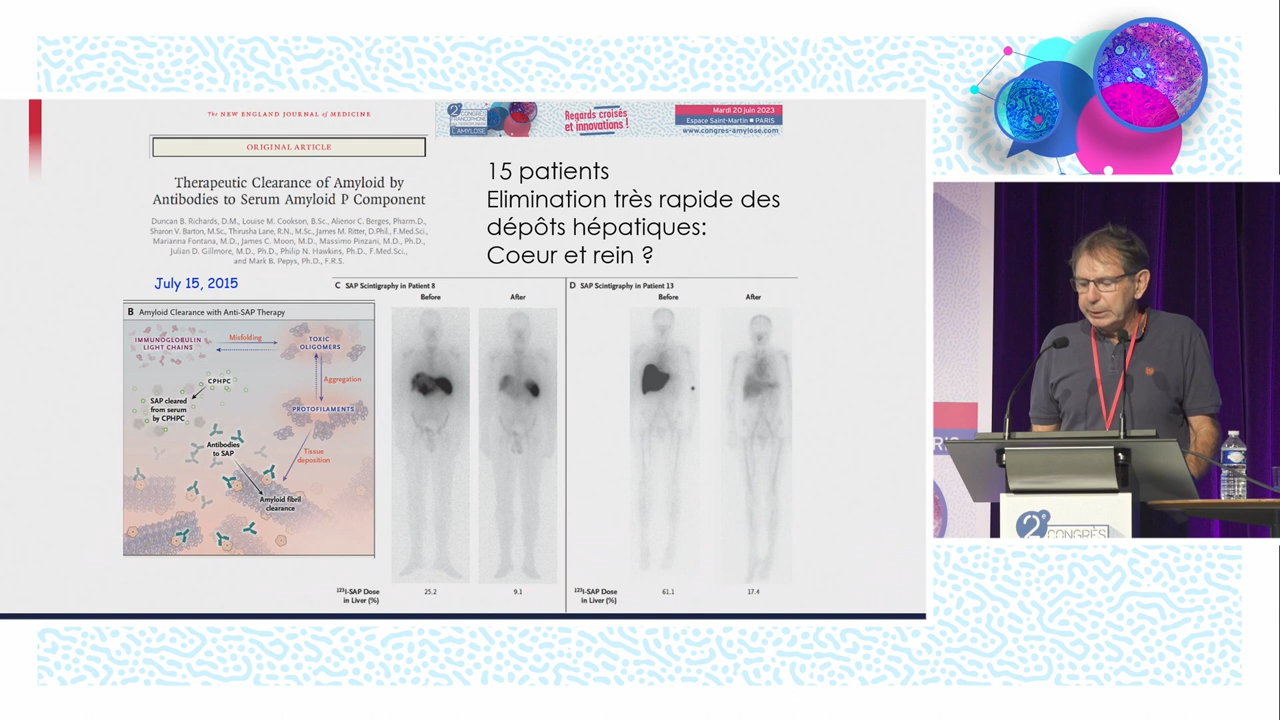 The NEW ENGLAND JOURNAL of MEDICINE
ORIGINAL ARTICLE
Therapeutic Clearance of Amyloid by
Antibodies to Serum Amyloid P Component
Duncan B. Richards, D.M., Louise M. Cookson, B.Sc., Alienor C. Berges, Pharm.D.,
Sharon V. Barton, M.Sc., Thirusha Lane, R.N., M.Sc., James M. Ritter, D.Phil., F.Med.Sci.,
Marianna Fontana, M.D., James C. Moon, M.D., Massimo Pinzani, M.D., Ph.D.,
Julian D. Gillmore, M.D., Ph.D., Philip N. Hawkins, Ph.D., F.Med.Sci.,
and Mark B. Pepys, Ph.D., F.R.S.
July 15, 2015
2e CONGRÈS
FRANCOPHONE
L'AMYLOSE
Regards croisés
et innovations !
Mardi 20 juin 2023
Espace Saint-Martin ■ PARIS
www.congres-amylose.com
15 patients
Elimination très rapide des
dépôts hépatiques:
Coeur et rein ?
B Amyloid Clearance with Anti-SAP Therapy
IMMUNOGLOBULIN
LIGHT CHAINS
Misfolding
TOXIC
OLIGOMERS
CPHPC
Aggregation
SAP cleared
from serum
by CPHPC
PROTOFILAMENTS
Antibodies
to SAP
Tissue
deposition
Amyloid fibril
clearance
C SAP Scintigraphy in Patient 8
Before
After
123I-SAP Dose
in Liver (%)
25.2
9.1
D SAP Scintigraphy in Patient 13
Before
After
123I-SAP Dose
in Liver (%)
61.1
17.4
2e
CONGRÈS